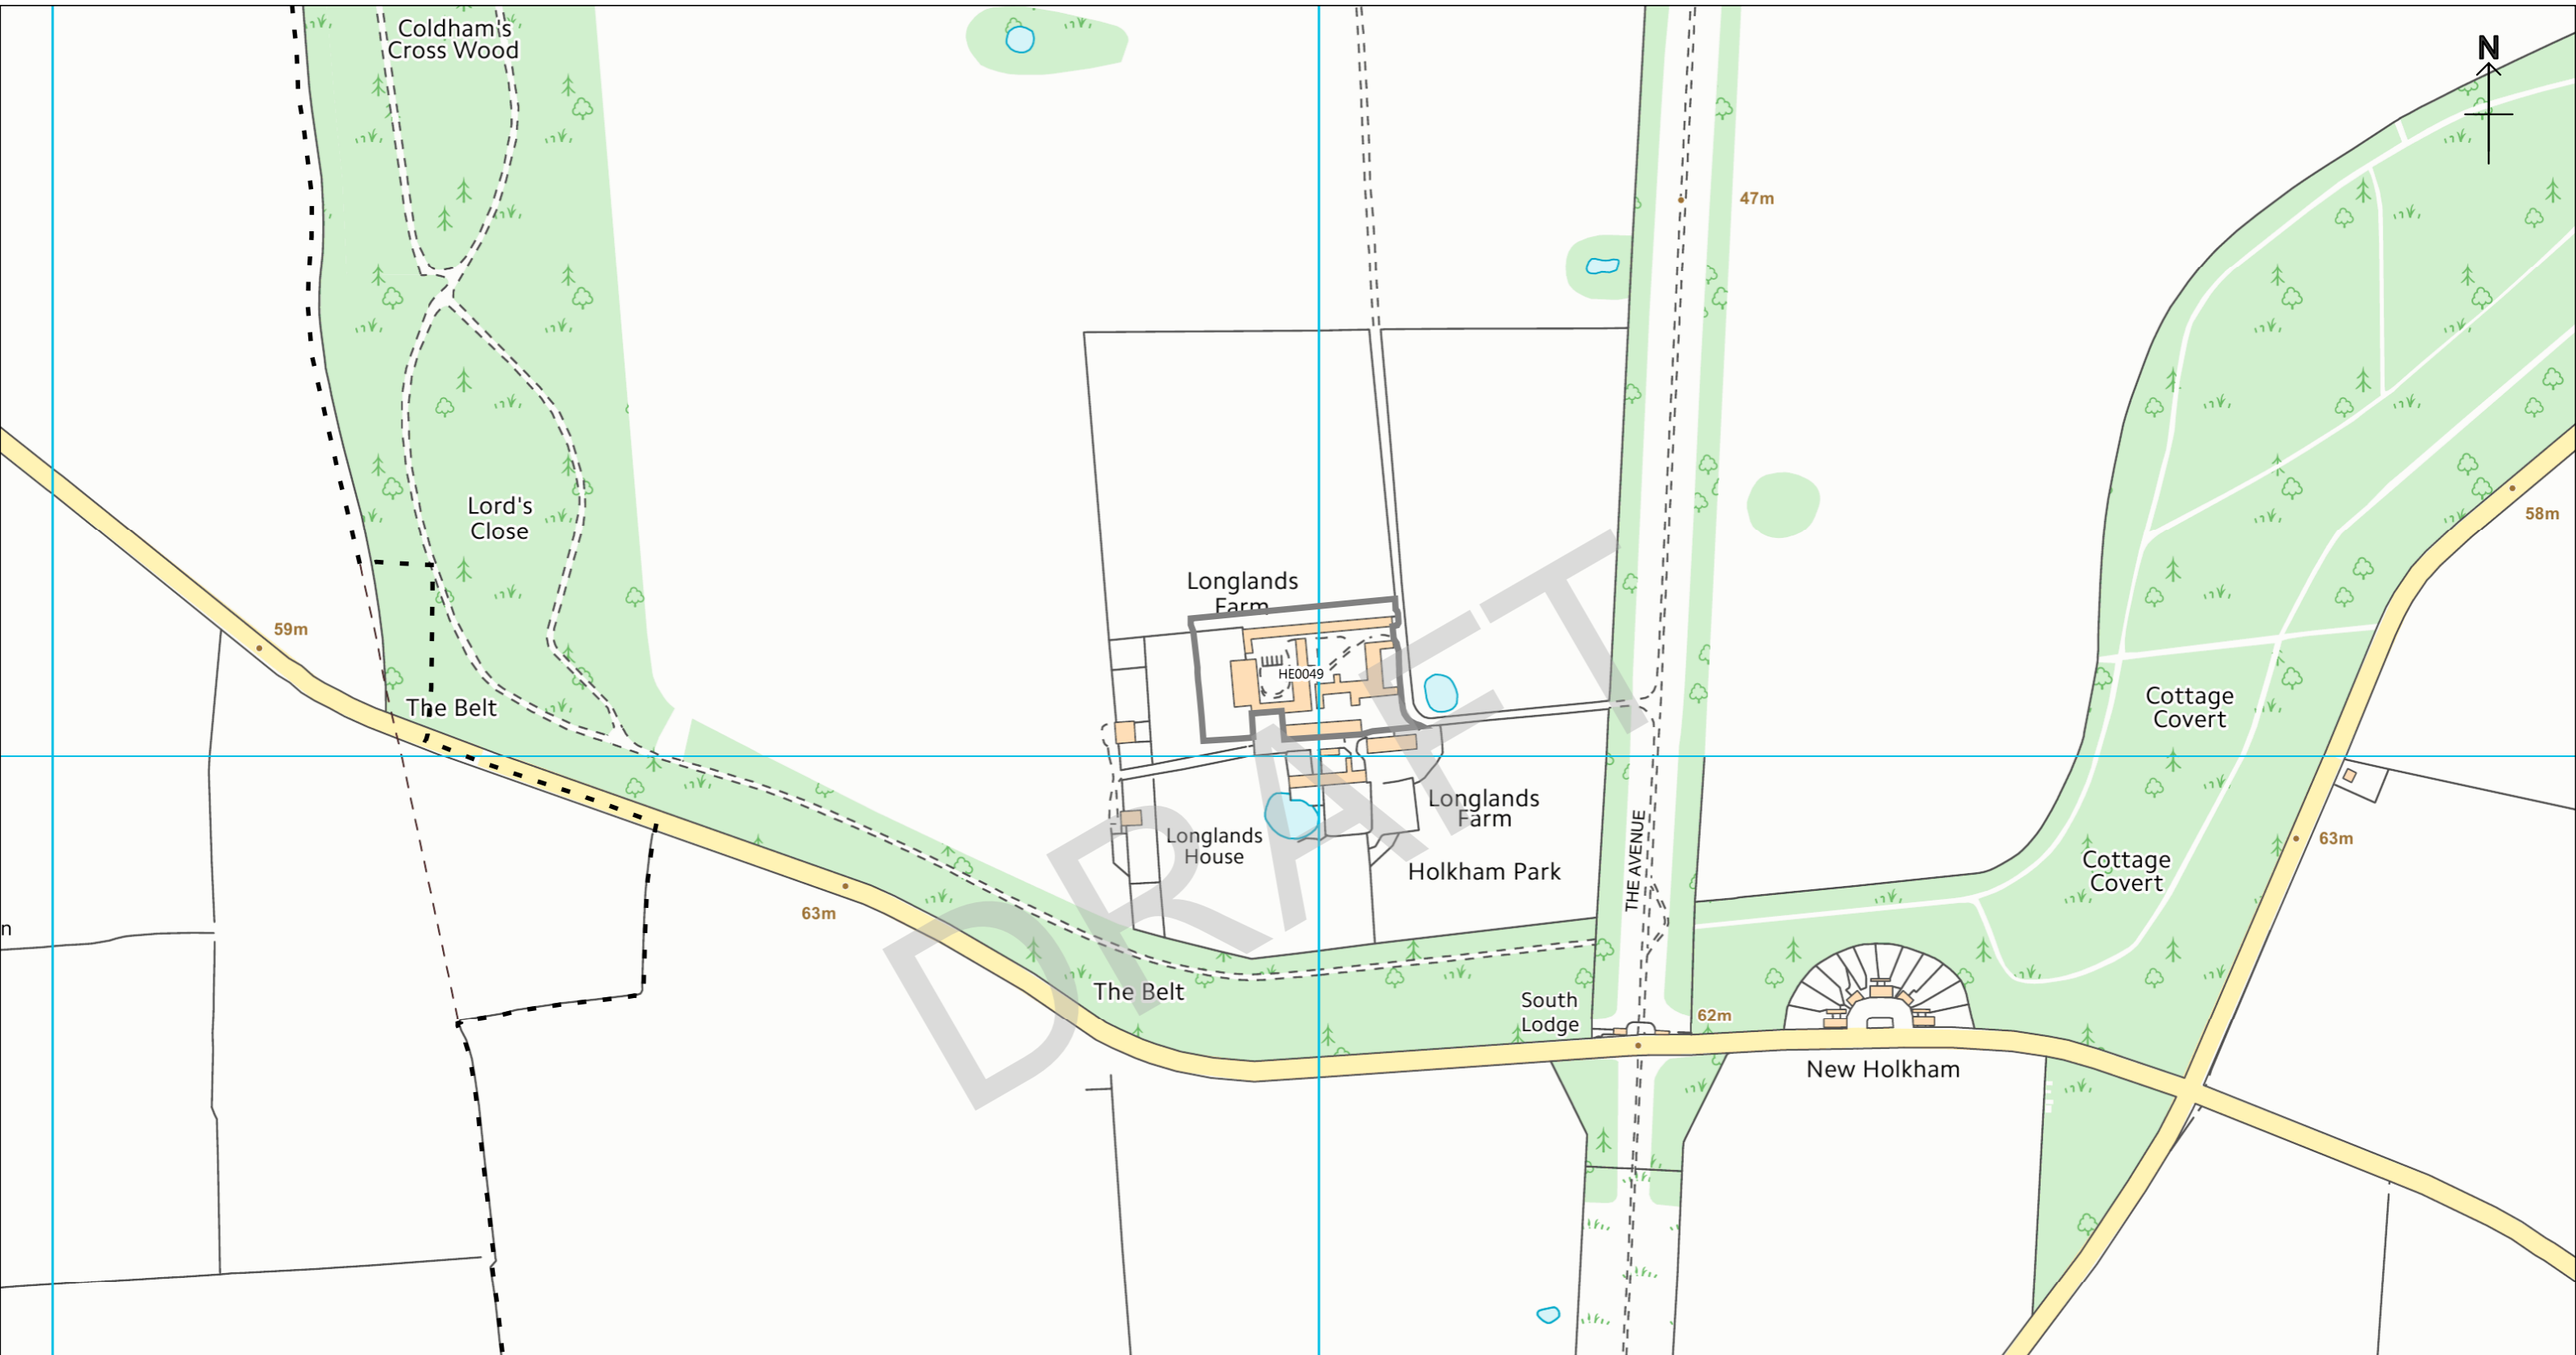 Coldham's
Cross Wood
N
47m
Lord's
Close
58m
Longlands
Farm
59m
HE0049
The Belt
Cottage
Covert
Longlands
Farm
Longlands
House
THE AVENUE
63m
Cottage
Covert
Holkham Park
63m
n
The Belt
South
Lodge
62m
New Holkham
DRAFT